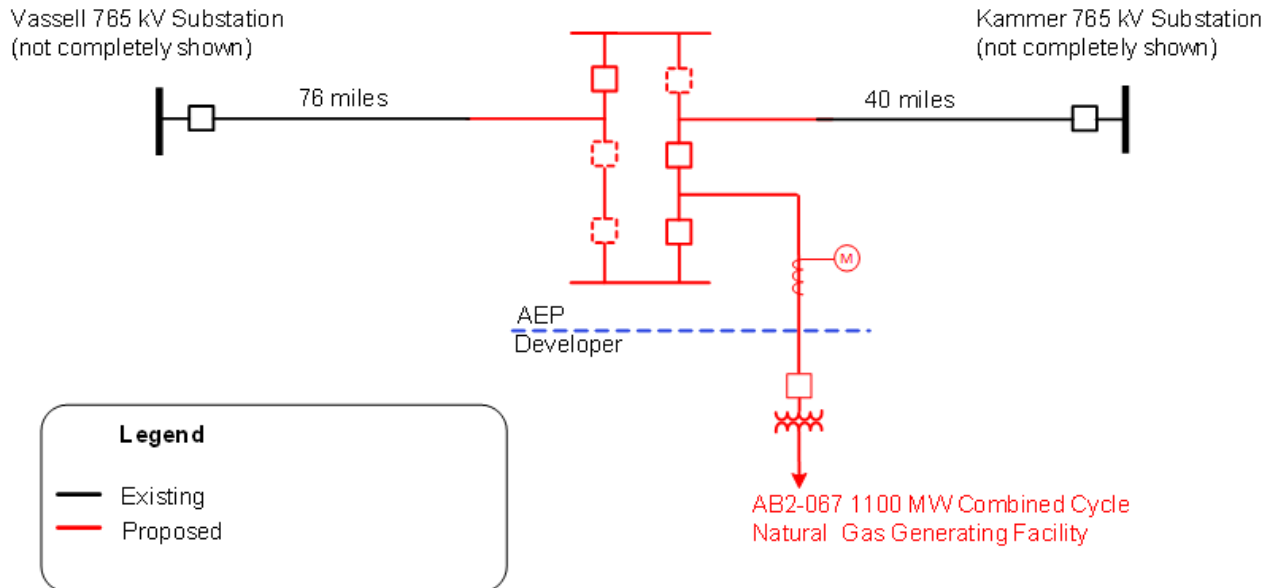 Vassell 765 kV Substation
(not completely shown)
Kammer 765 kV Substation
(not completely shown)
76 miles
40 miles
M
AEP
Developer
Legend
Existing
Proposed
AB2-067 1100 MW Combined Cycle
Natural Gas Generating Facility